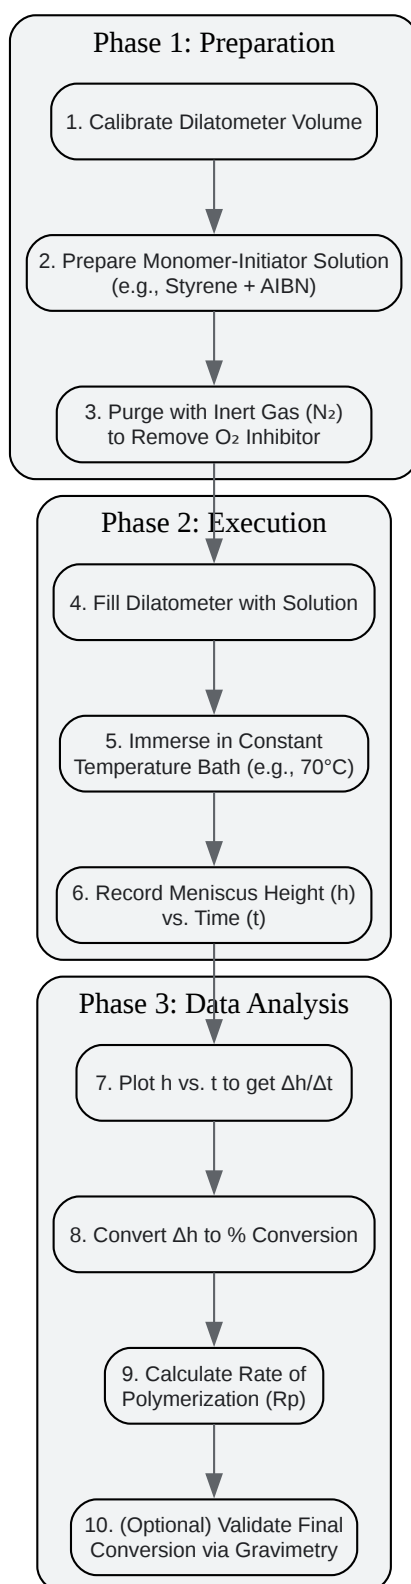 Phase 1: Preparation
1. Calibrate Dilatometer Volume
2. Prepare Monomer-Initiator Solution
(e.g., Styrene + AIBN)
3. Purge with Inert Gas (N₂)
to Remove O₂ Inhibitor
Phase 2: Execution
4. Fill Dilatometer with Solution
5. Immerse in Constant
Temperature Bath (e.g., 70°C)
6. Record Meniscus Height (h)
vs. Time (t)
Phase 3: Data Analysis
7. Plot h vs. t to get Δh/Δt
8. Convert Δh to % Conversion
9. Calculate Rate of
Polymerization (Rp)
10. (Optional) Validate Final
Conversion via Gravimetry